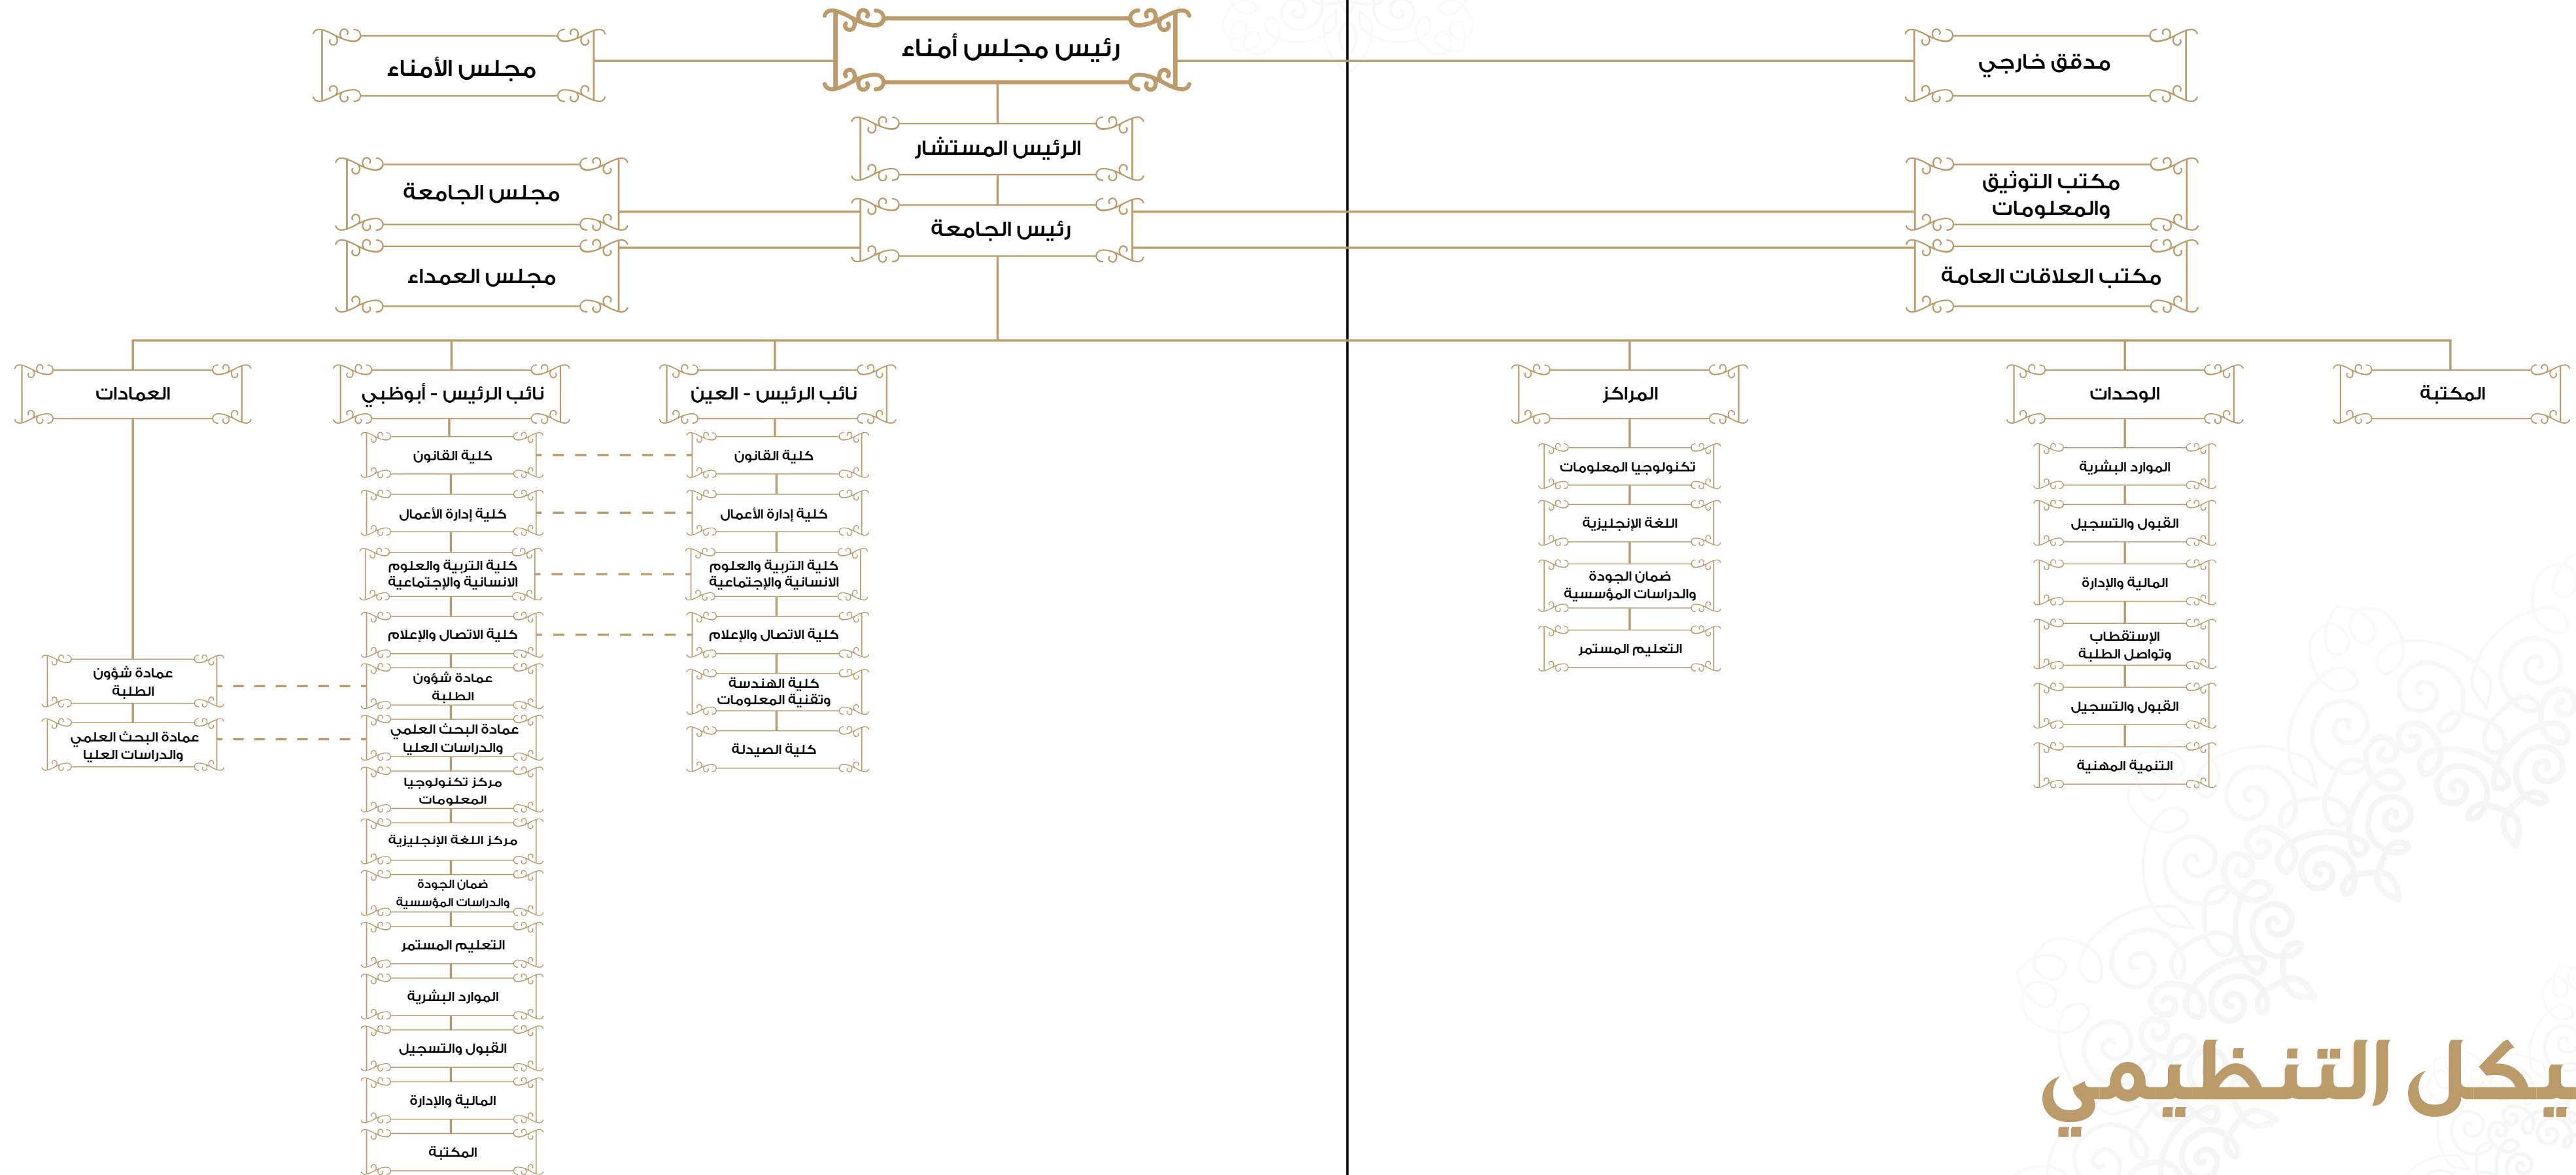 رئيس مجلس أمناء
مجلس الأمناء
مدقق خارجي
الرئيس المستشار
رئيس الجامعة
مجلس الجامعة
مجلس العمداء
مكتب التوثيق
والمعلومات
مكتب العلاقات العامة
المكتبة
الوحدات
الموارد البشرية
القبول والتسجيل
المالية والإدارة
الإستقطاب
وتواصل الطلبة
القبول والتسجيل
التنمية المهنية
المراكز
تكنولوجيا المعلومات
اللغة الإنجليزية
ضمان الجودة
والدراسات المؤسسية
التعليم المستمر
نائب الرئيس - العين
كلية القانون
كلية إدارة الأعمال
كلية التربية والعلوم
الانسانية والإجتماعية
كلية الاتصال والإعلام
كلية الهندسة
وتقنية المعلومات
كلية الصيدلة
نائب الرئيس - أبوظبي
كلية القانون
كلية إدارة الأعمال
كلية التربية والعلوم
الانسانية والإجتماعية
كلية الاتصال والإعلام
عمادة شؤون
الطلبة
عمادة البحث العلمي
والدراسات العليا
مركز تكنولوجيا
المعلومات
مركز اللغة الإنجليزية
ضمان الجودة
والدراسات المؤسسية
التعليم المستمر
الموارد البشرية
القبول والتسجيل
المالية والإدارة
المكتبة
العمادات
عمادة شؤون
الطلبة
عمادة البحث العلمي
والدراسات العليا
يكل التنظيمي